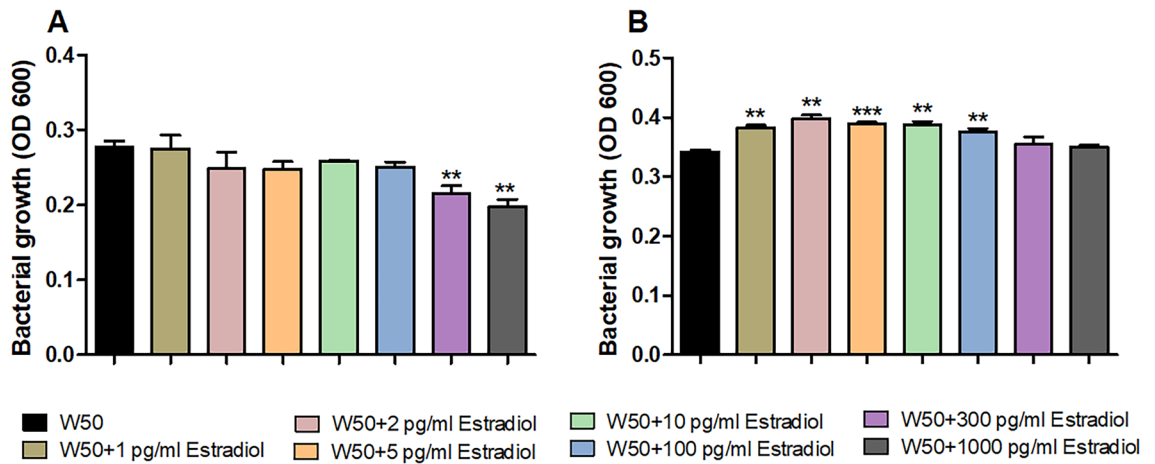 A
B
Bacterial growth (OD 600)
0.4
0.3
0.2
0.1
0.0
**
**
Bacterial growth (OD 600)
0.5
0.4
0.3
0.2
0.1
0.0
**
**
***
**
**
W50
W50+2 pg/ml Estradiol
W50+10 pg/ml Estradiol
W50+300 pg/ml Estradiol
W50+1 pg/ml Estradiol
W50+5 pg/ml Estradiol
W50+100 pg/ml Estradiol
W50+1000 pg/ml Estradiol